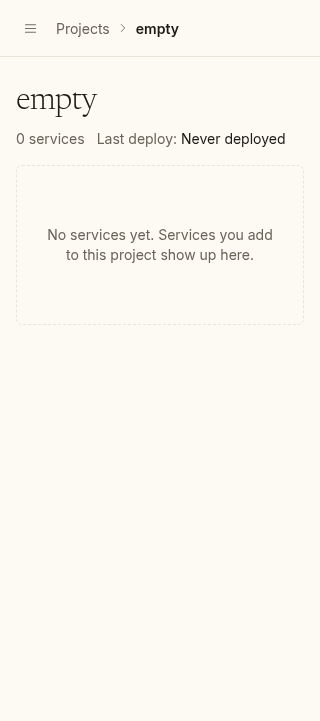 Projects > empty
empty
0 services Last deploy: Never deployed
No services yet. Services you add
to this project show up here.